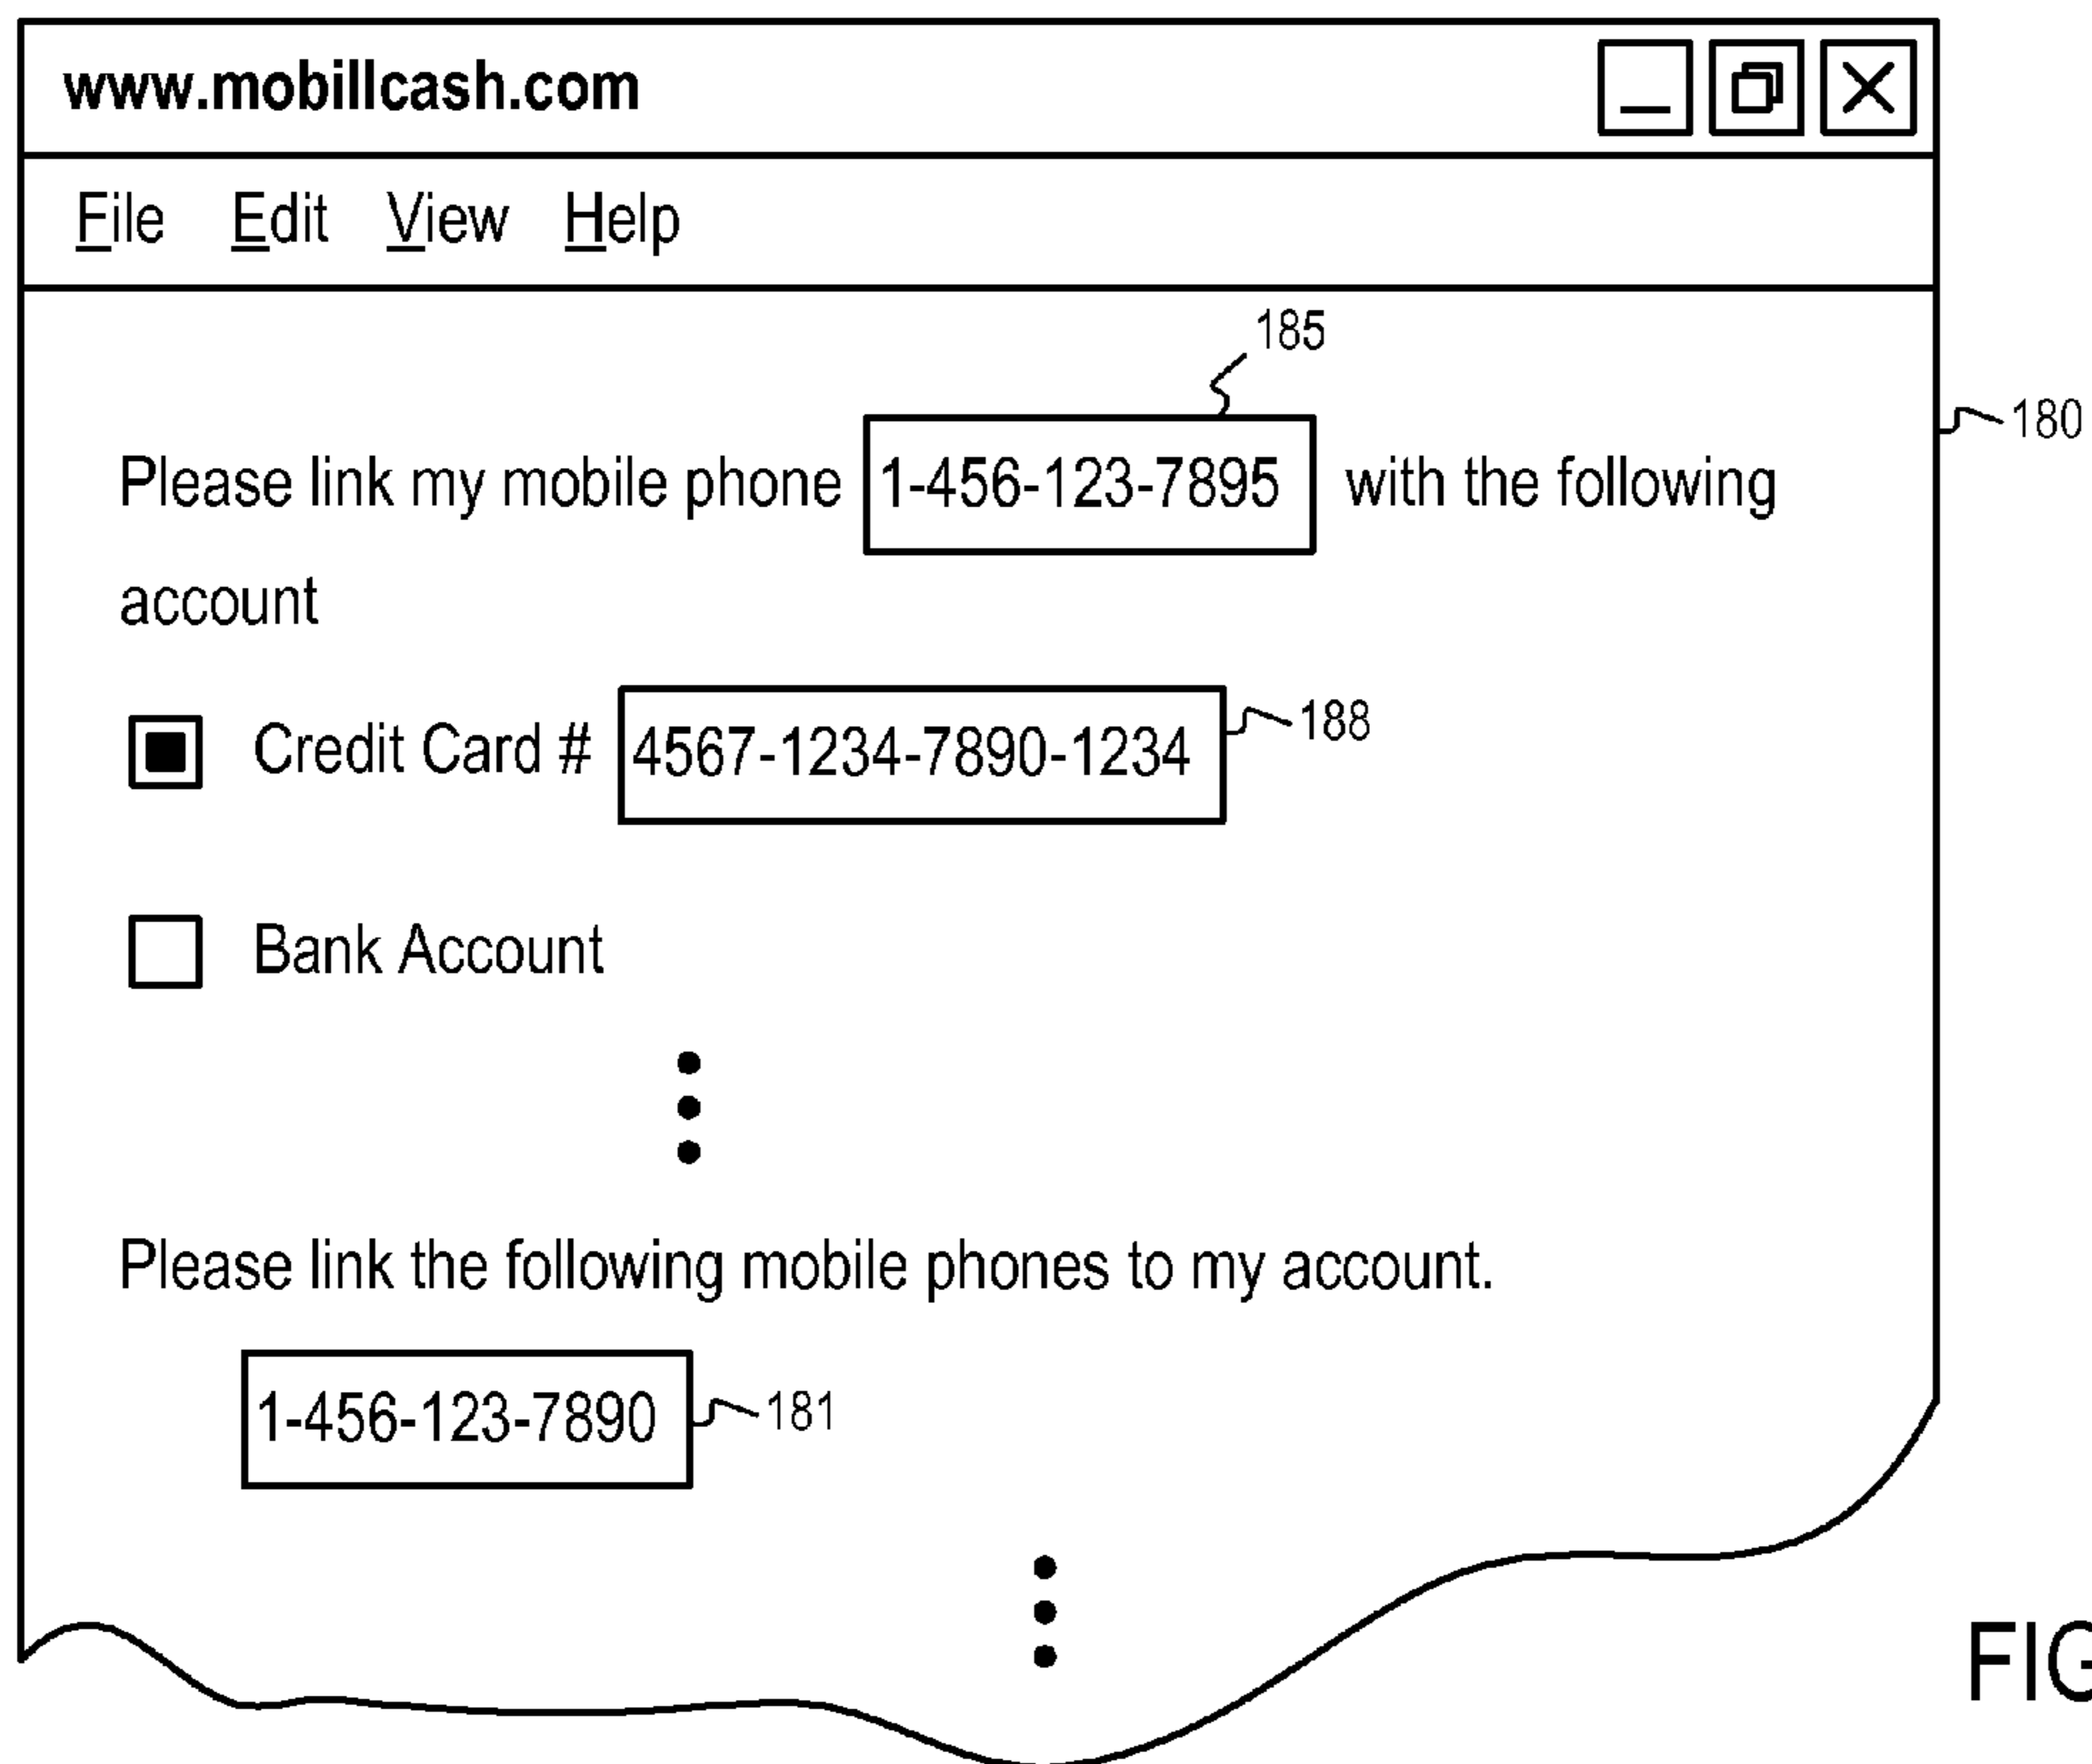 www.mobillcash.com
File Edit View Help
185
180
Please link my mobile phone 1-456-123-7895 with the following
account
Credit Card # 4567-1234-7890-1234 188
Bank Account
Please link the following mobile phones to my account.
1-456-123-7890 181
FIG